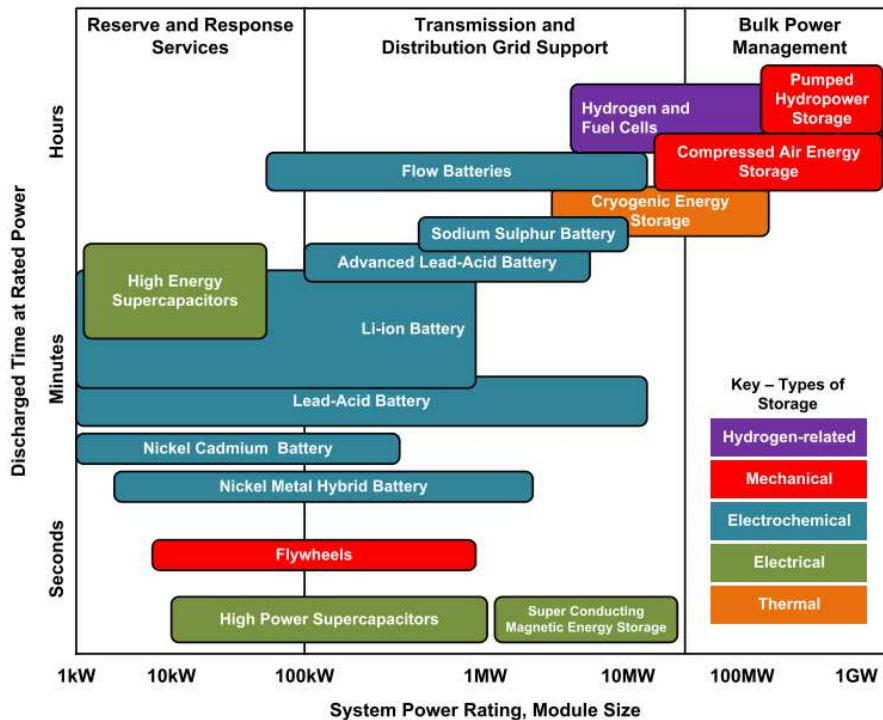 Reserve and Response
Services
Transmission and
Distribution Grid Support
Bulk Power
Management
Discharged Time at Rated Power
Hours
Minutes
Seconds
Pumped
Hydropower
Storage
Hydrogen and
Fuel Cells
Compressed Air Energy
Storage
Flow Batteries
Cryogenic Energy
Storage
Sodium Sulphur Battery
Advanced Lead-Acid Battery
High Energy
Supercapacitors
Li-ion Battery
Lead-Acid Battery
Nickel Cadmium Battery
Nickel Metal Hybrid Battery
Flywheels
High Power Supercapacitors
Super Conducting
Magnetic Energy Storage
Key – Types of
Storage
Hydrogen-related
Mechanical
Electrochemical
Electrical
Thermal
1kW
10kW
100kW
1MW
10MW
100MW
1GW
System Power Rating, Module Size